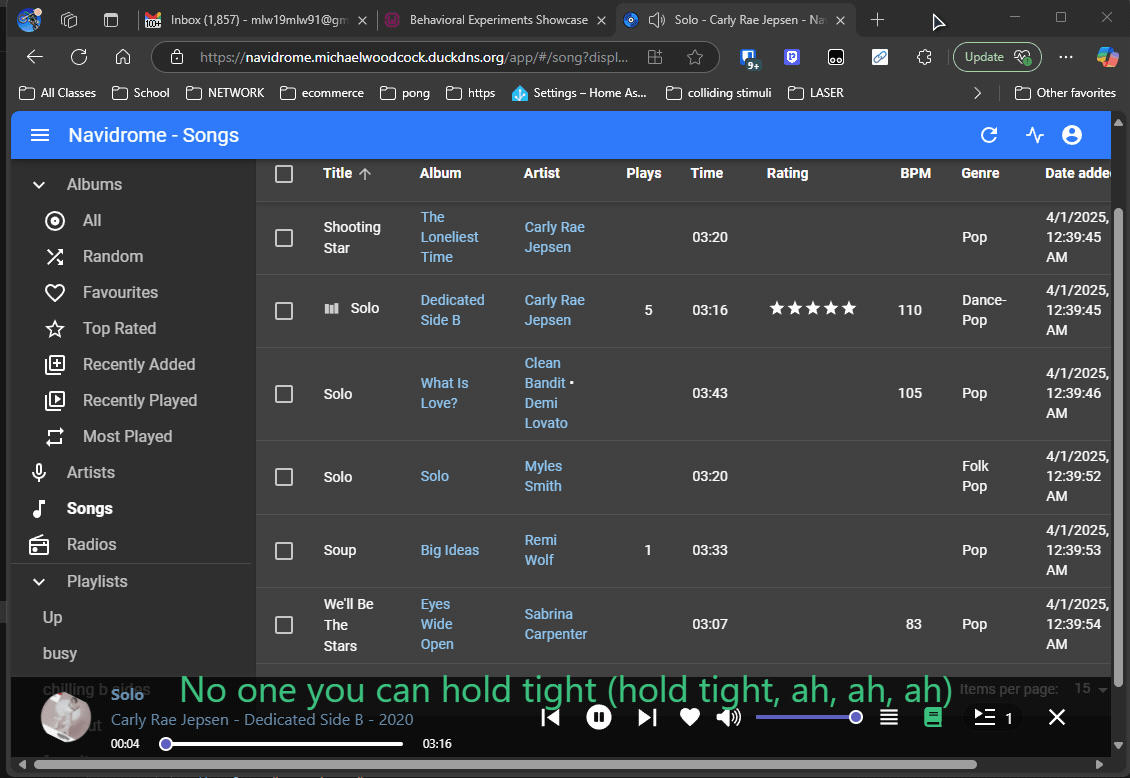 Inbox (1,857) - mlw19mlw91@gm
Behavioral Experiments Showcase
Solo - Carly Rae Jepsen - Na
https://navidrome.michaelwoodcock.duckdns.org/app/#/song?displ...
9+
Update
All Classes
School
NETWORK
ecommerce
pong
https
Settings – Home As...
colliding stimuli
LASER
Other favorites
Navidrome - Songs
Albums
All
Random
Favourites
Top Rated
Recently Added
Recently Played
Most Played
Artists
Songs
Radios
Playlists
Up
busy
chilling b sides
Title Album Artist Plays Time Rating BPM Genre Date added
Shooting
Star
The
Loneliest
Time
Carly Rae
Jepsen
03:20
Pop
4/1/2025,
12:39:45
AM
Solo
Dedicated
Side B
Carly Rae
Jepsen
5
03:16
110
Dance-
Pop
4/1/2025,
12:39:45
AM
Solo
What Is
Love?
Clean
Bandit •
Demi
Lovato
03:43
105
Pop
4/1/2025,
12:39:46
AM
Solo
Solo
Myles
Smith
03:20
Folk
Pop
4/1/2025,
12:39:52
AM
Soup
Big Ideas
Remi
Wolf
1
03:33
Pop
4/1/2025,
12:39:53
AM
We'll Be
The
Stars
Eyes
Wide
Open
Sabrina
Carpenter
03:07
83
Pop
4/1/2025,
12:39:54
AM
Items per page: 15
No one you can hold tight (hold tight, ah, ah, ah)
Solo
Carly Rae Jepsen - Dedicated Side B - 2020
00:04
03:16
1